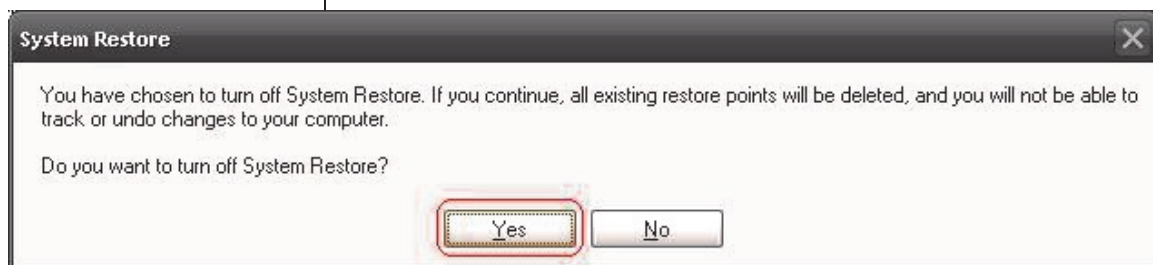 System Restore
You have chosen to turn off System Restore. If you continue, all existing restore points will be deleted, and you will not be able to
track or undo changes to your computer.
Do you want to turn off System Restore?
Yes No